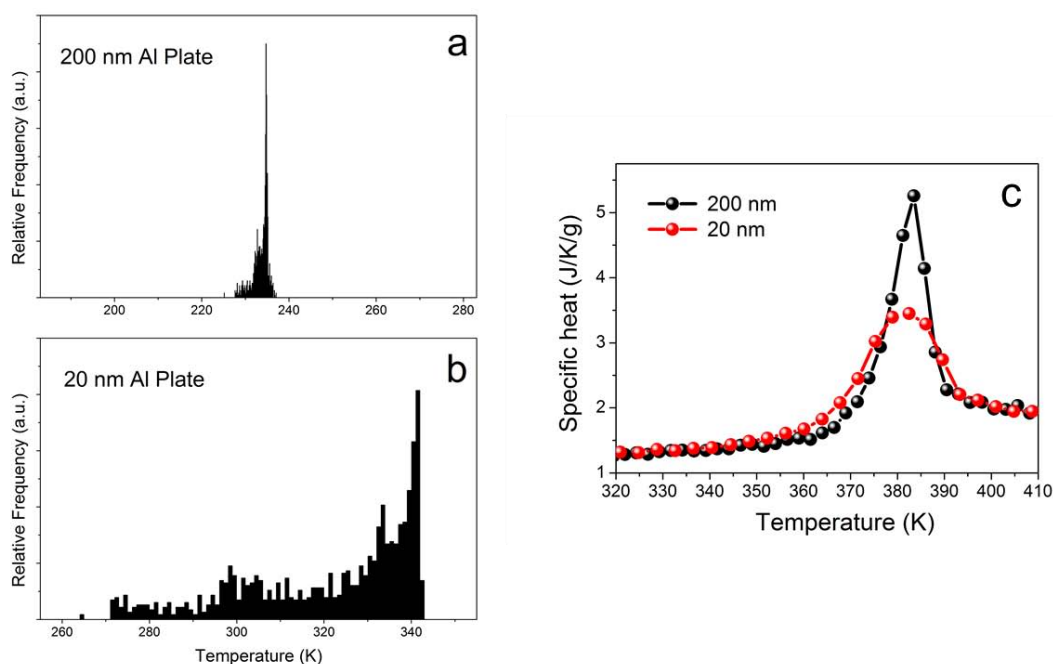 a
200 nm Al Plate
Relative Frequency (a.u.)
200 220 240 260 280
b
20 nm Al Plate
Relative Frequency (a.u.)
260 280 300 320 340
Temperature (K)
c
200 nm
20 nm
Specific heat (J/K/g)
5
4
3
2
1
320 330 340 350 360 370 380 390 400 410
Temperature (K)